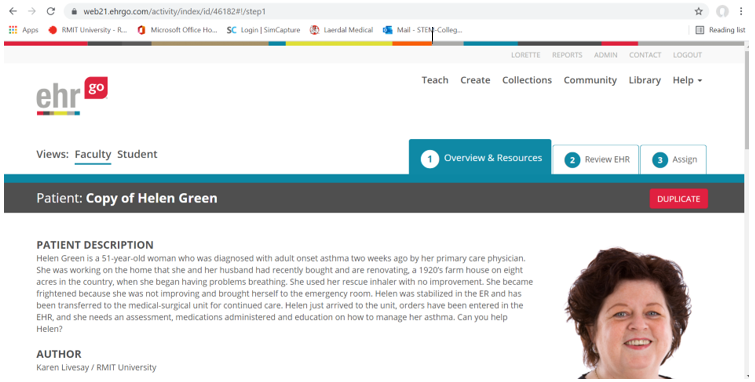 web21.ehrgo.com/activity/index/id/46182#!/step1
Apps RMIT University - R... Microsoft Office Ho... SC Login | SimCapture Laerdal Medical Mail - STEM-Colleg... Reading list
LORETTE REPORTS ADMIN CONTACT LOGOUT
ehr go
Teach Create Collections Community Library Help
Views: Faculty Student
1 Overview & Resources 2 Review EHR 3 Assign
Patient: Copy of Helen Green DUPLICATE
PATIENT DESCRIPTION
Helen Green is a 51-year-old woman who was diagnosed with adult onset asthma two weeks ago by her primary care physician.
She was working on the home that she and her husband had recently bought and are renovating, a 1920's farm house on eight
acres in the country, when she began having problems breathing. She used her rescue inhaler with no improvement. She became
frightened because she was not improving and brought herself to the emergency room. Helen was stabilized in the ER and has
been transferred to the medical-surgical unit for continued care. Helen just arrived to the unit, orders have been entered in the
EHR, and she needs an assessment, medications administered and education on how to manage her asthma. Can you help
Helen?
AUTHOR
Karen Livesay / RMIT University